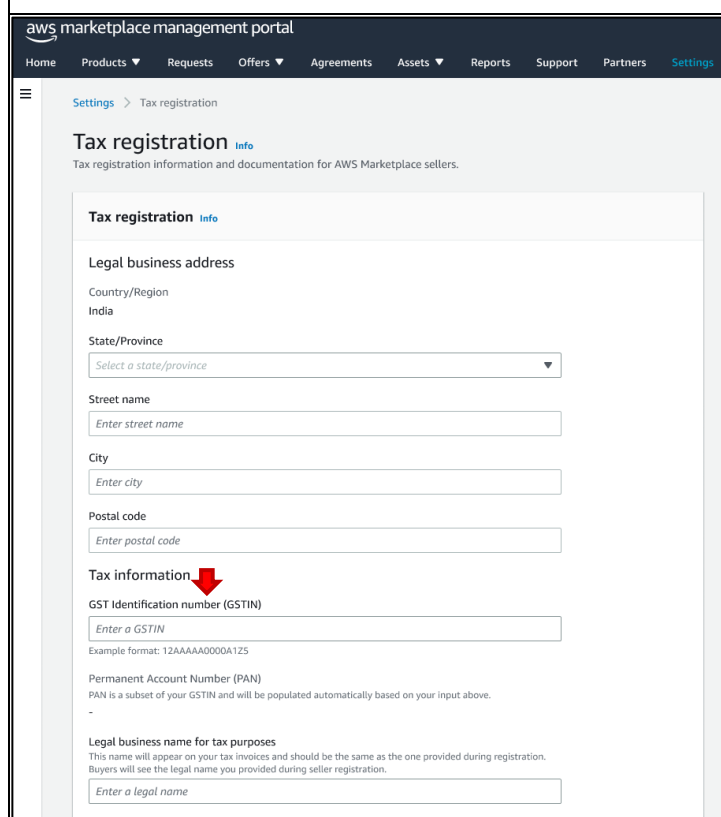 aws marketplace management portal
Home Products ▼ Requests Offers ▼ Agreements Assets ▼ Reports Support Partners Settings
Settings > Tax registration
Tax registration Info
Tax registration information and documentation for AWS Marketplace sellers.
Tax registration Info
Legal business address
Country/Region
India
State/Province
Select a state/province
Street name
Enter street name
City
Enter city
Postal code
Enter postal code
Tax information
GST Identification number (GSTIN)
Enter a GSTIN
Example format: 12AAAAA0000A1Z5
Permanent Account Number (PAN)
PAN is a subset of your GSTIN and will be populated automatically based on your input above.
-
Legal business name for tax purposes
This name will appear on your tax invoices and should be the same as the one provided during registration.
Buyers will see the legal name you provided during seller registration.
Enter a legal name